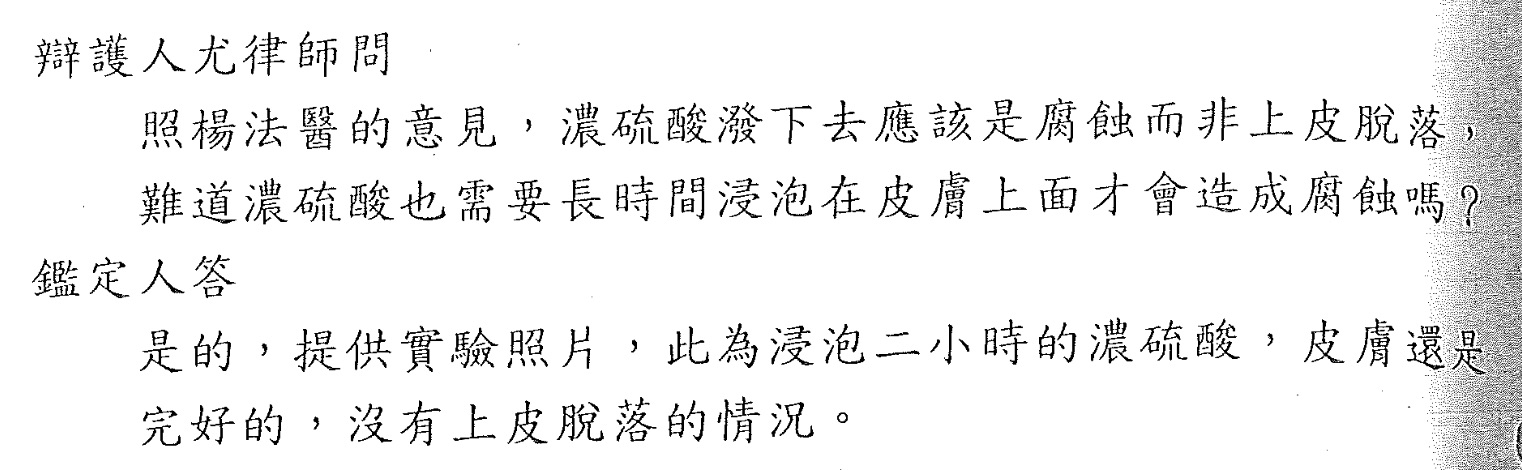 辯護人尤律師問
照楊法醫的意見，濃硫酸潑下去應該是腐蝕而非上皮脫落，
難道濃硫酸也需要長時間浸泡在皮膚上面才會造成腐蝕嗎？
鑑定人答
是的，提供實驗照片，此為浸泡二小時的濃硫酸，皮膚還是
完好的，沒有上皮脫落的情況。